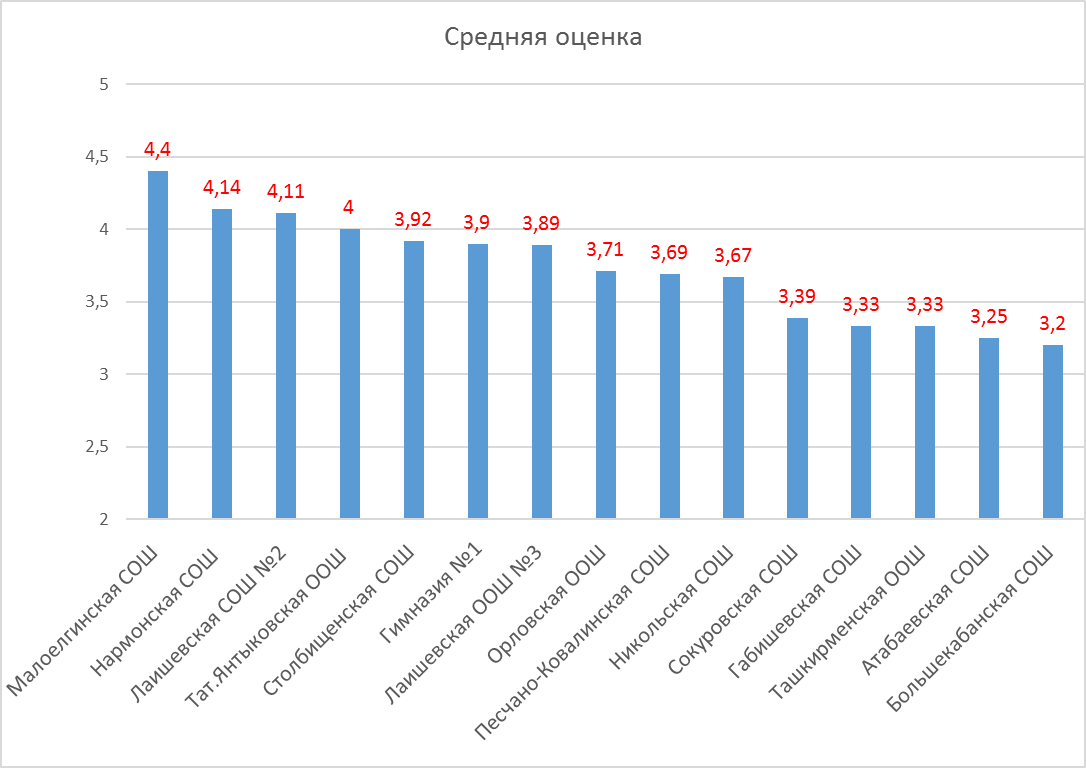 Средняя оценка
5
4,5
4
3,5
3
2,5
2
4,4
4,14
4,11
4
3,92
3,9
3,89
3,71
3,69
3,67
3,39
3,33
3,33
3,25
3,2
Малоелгинская СОШ
Нармонская СОШ
Лаишевская СОШ №2
Тат.Янтыковская ООШ
Столбищенская СОШ
Гимназия №1
Лаишевская ООШ №3
Орловская ООШ
Песчано-Ковалинская СОШ
Никольская СОШ
Сокуровская СОШ
Габишевская СОШ
Ташкирменская ООШ
Атабаевская СОШ
Большекабанская СОШ